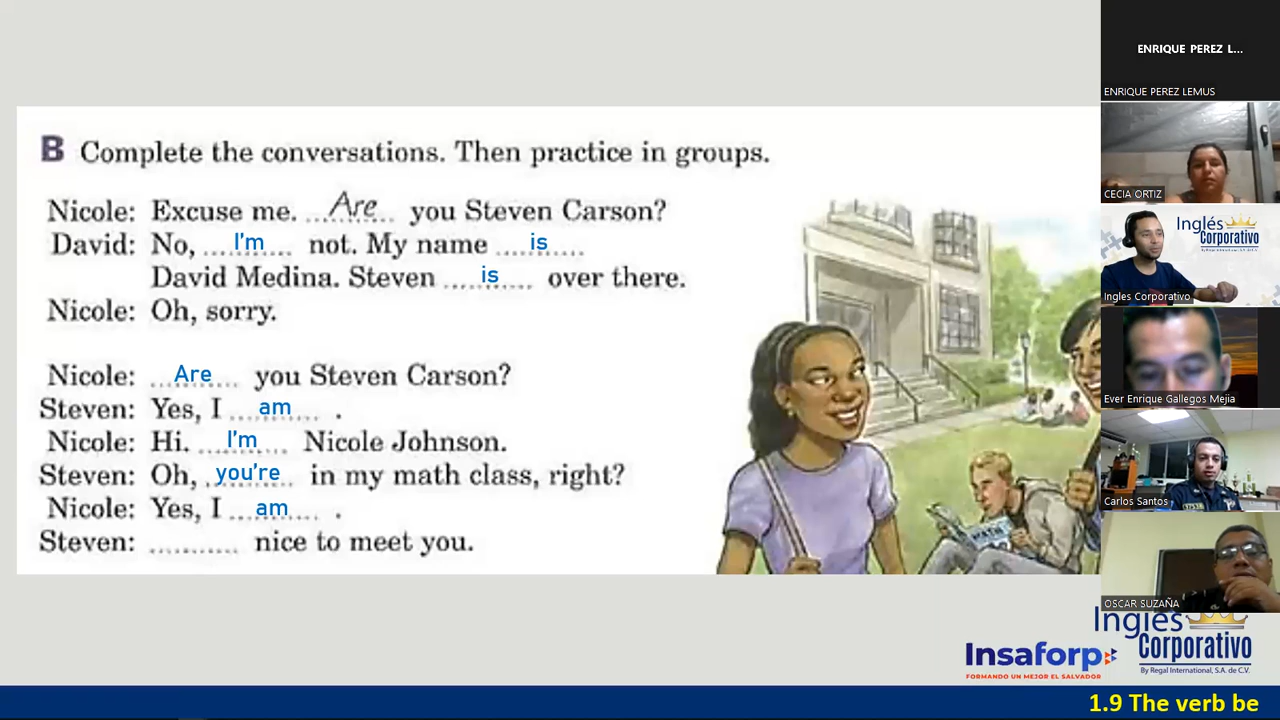 B Complete the conversations. Then practice in groups.
Nicole: Excuse me. Are you Steven Carson?
David: No, I'm not. My name is
David Medina. Steven is over there.
Nicole: Oh, sorry.
Nicole: Are you Steven Carson?
Steven: Yes, I am .
Nicole: Hi. I'm Nicole Johnson.
Steven: Oh, you're in my math class, right?
Nicole: Yes, I am .
Steven: ......... nice to meet you.
ENRIQUE PEREZ L...
ENRIQUE PEREZ LEMUS
CECIA ORTIZ
Inglés
Corporativo
Ingles Corporativo
Ever Enrique Gallegos Mejia
Carlos Santos
OSCAR SUZAÑA
Insaforp
FORMANDO UN MEJOR EL SALVADOR
Inglés
Corporativo
By Regal International, S.A. de C.V.
1.9 The verb be